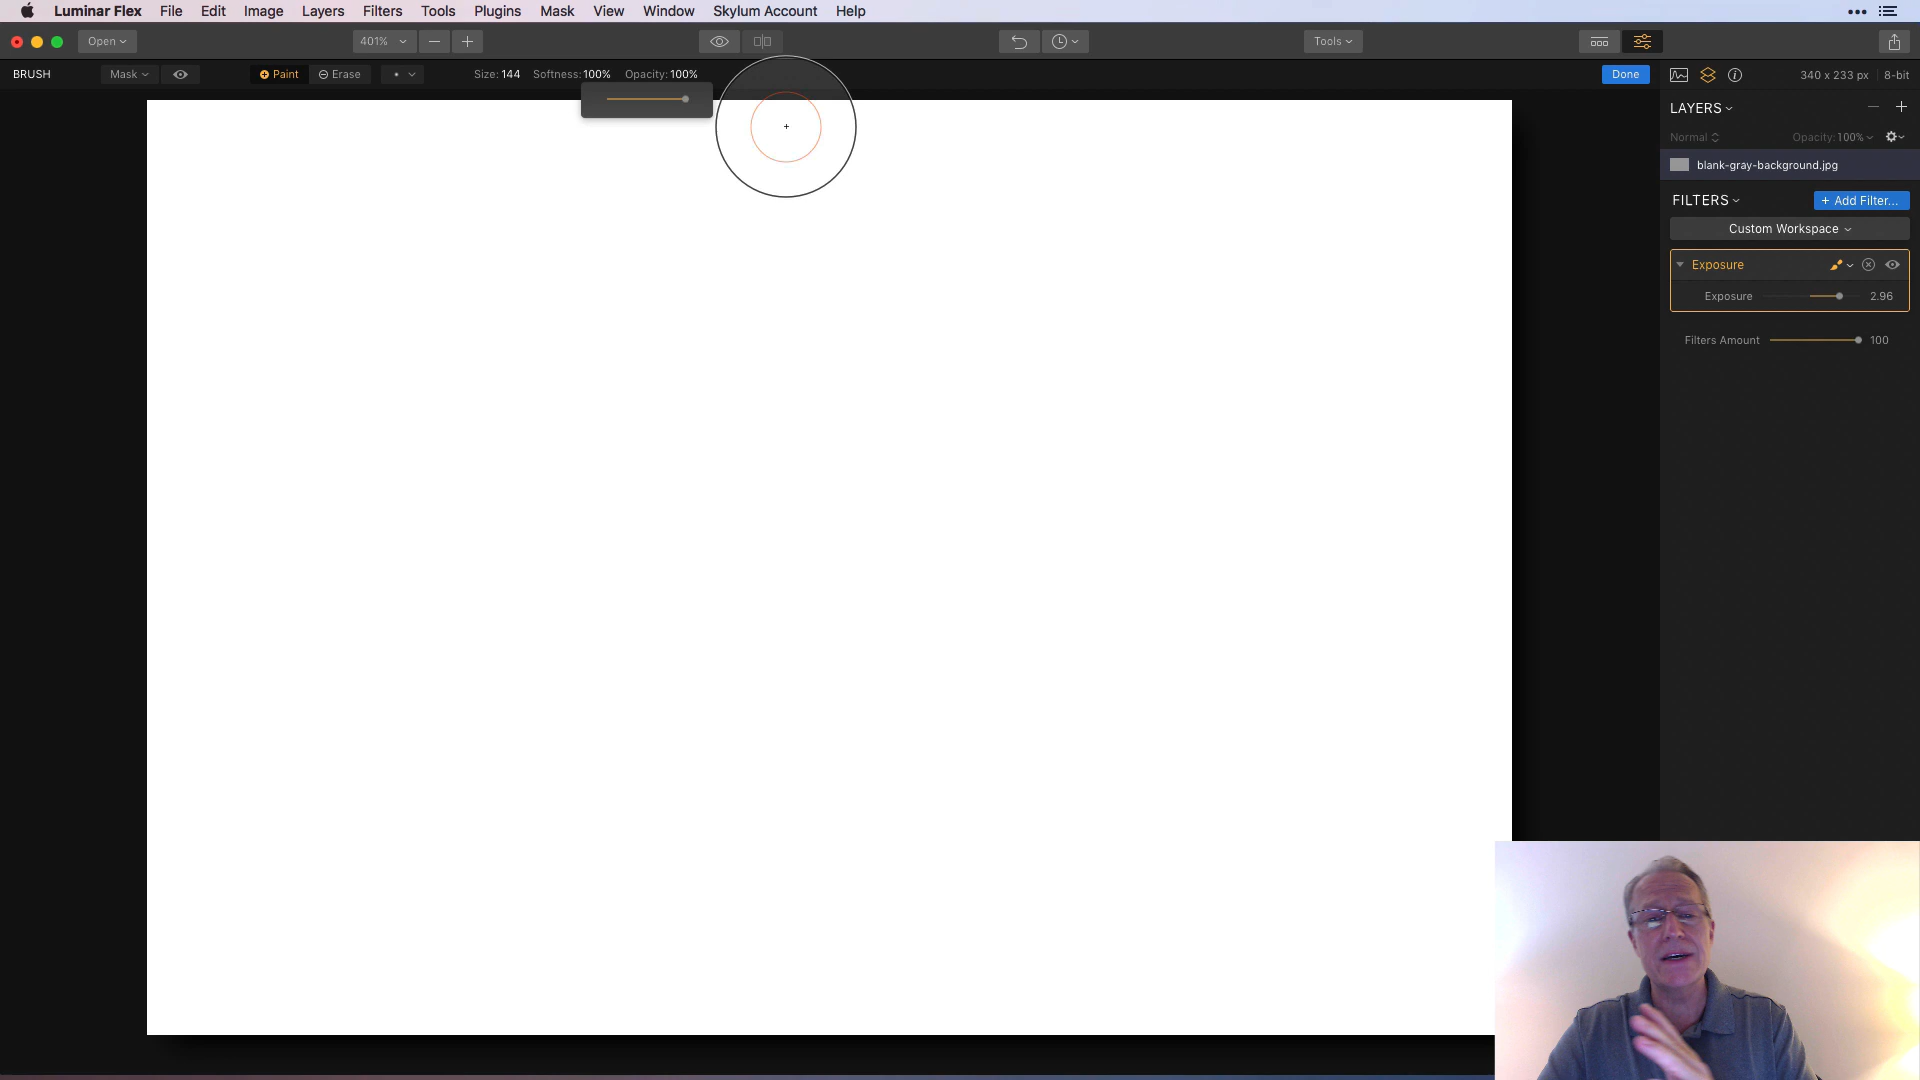 Luminar Flex File Edit Image Layers Filters Tools Plugins Mask View Window Skylum Account Help
Open 401% Tools
BRUSH Mask Paint Erase Size: 144 Softness: 100% Opacity: 100% Done 340 x 233 px 8-bit
LAYERS
Normal Opacity: 100%
blank-gray-background.jpg
FILTERS + Add Filter...
Custom Workspace
Exposure
Exposure 2.96
Filters Amount 100